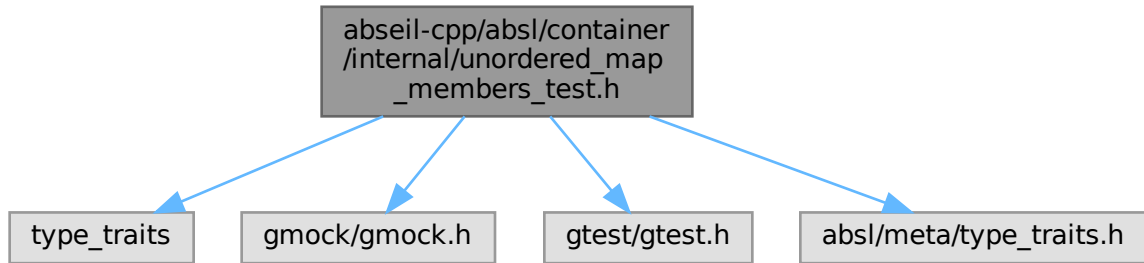 abseil-cpp/absl/container
/internal/unordered_map
_members_test.h
type_traits
gmock/gmock.h
gtest/gtest.h
absl/meta/type_traits.h